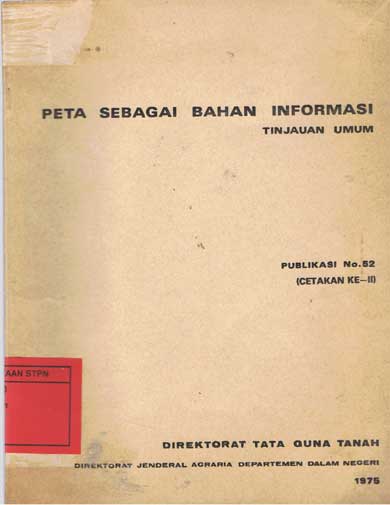 PETA SEBAGAI BAHAN INFORMASI
TINJAUAN UMUM
PUBLIKASI No.52
(CETAKAN KE-II)
AAN STPN
DIREKTORAT TATA GUNA TANAH
DIREKTORAT JENDERAL AGRARIA DEPARTEMEN DALAM NEGERI
1975